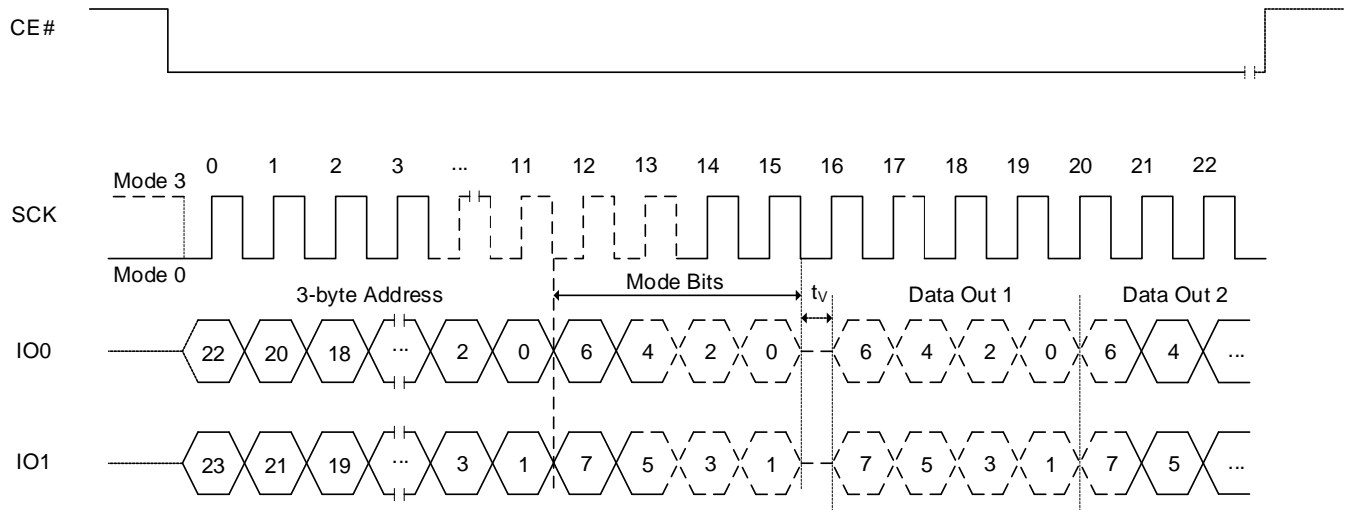 CE#
0 1 2 3 ... 11 12 13 14 15 16 17 18 19 20 21 22
Mode 3
SCK
Mode 0
3-byte Address Mode Bits tV Data Out 1 Data Out 2
IO0 22 20 18 ... 2 0 6 4 2 0 6 4 2 0 6 4 ...
IO1 23 21 19 ... 3 1 7 5 3 1 7 5 3 1 7 5 ...